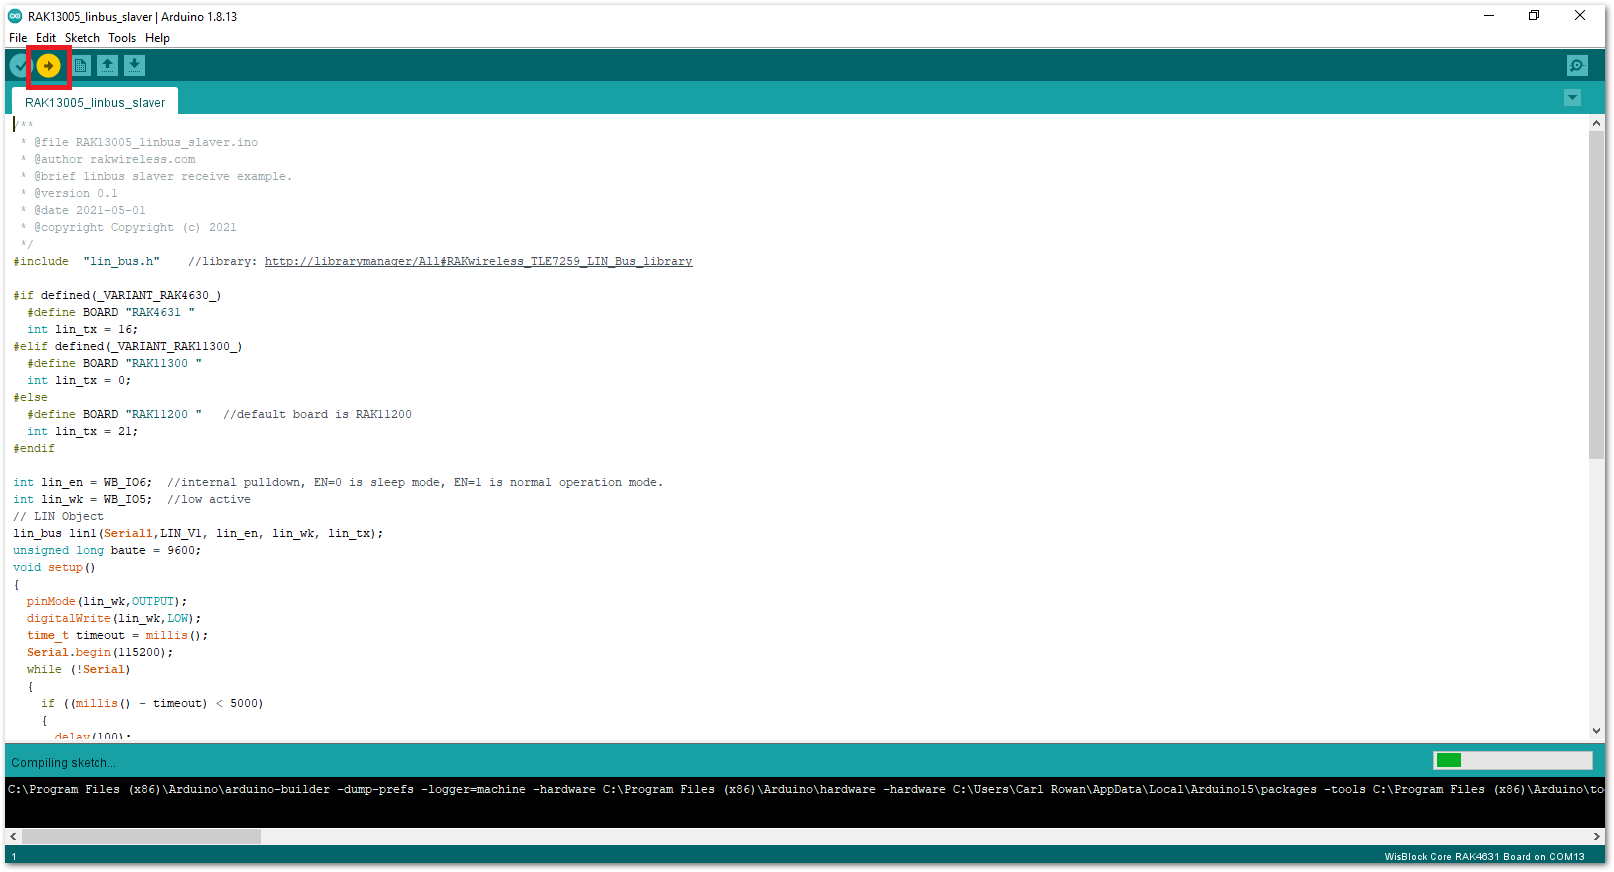 RAK13005_linbus_slaver | Arduino 1.8.13
File Edit Sketch Tools Help
RAK13005_linbus_slaver
/**
 * @file RAK13005_linbus_slaver.ino
 * @author rakwireless.com
 * @brief linbus slaver receive example.
 * @version 0.1
 * @date 2021-05-01
 * @copyright Copyright (c) 2021
 */
#include  "lin_bus.h"    //library: http://librarymanager/All#RAKwireless_TLE7259_LIN_Bus_library
#if defined(_VARIANT_RAK4630_)
  #define BOARD "RAK4631 "
  int lin_tx = 16;
#elif defined(_VARIANT_RAK11300_)
  #define BOARD "RAK11300 "
  int lin_tx = 0;
#else
  #define BOARD "RAK11200 "   //default board is RAK11200
  int lin_tx = 21;
#endif
int lin_en = WB_IO6;  //internal pulldown, EN=0 is sleep mode, EN=1 is normal operation mode.
int lin_wk = WB_IO5;  //low active
// LIN Object
lin_bus lin1(Serial1,LIN_V1, lin_en, lin_wk, lin_tx);
unsigned long baute = 9600;
void setup()
{
  pinMode(lin_wk,OUTPUT);
  digitalWrite(lin_wk,LOW);
  time_t timeout = millis();
  Serial.begin(115200);
  while (!Serial)
  {
    if ((millis() - timeout) < 5000)
    {
      delay(100);
Compiling sketch...
C:\Program Files (x86)\Arduino\arduino-builder -dump-prefs -logger=machine -hardware C:\Program Files (x86)\Arduino\hardware -hardware C:\Users\Carl Rowan\AppData\Local\Arduino15\packages -tools C:\Program Files (x86)\Arduino\to
1
WisBlock Core RAK4631 Board on COM13